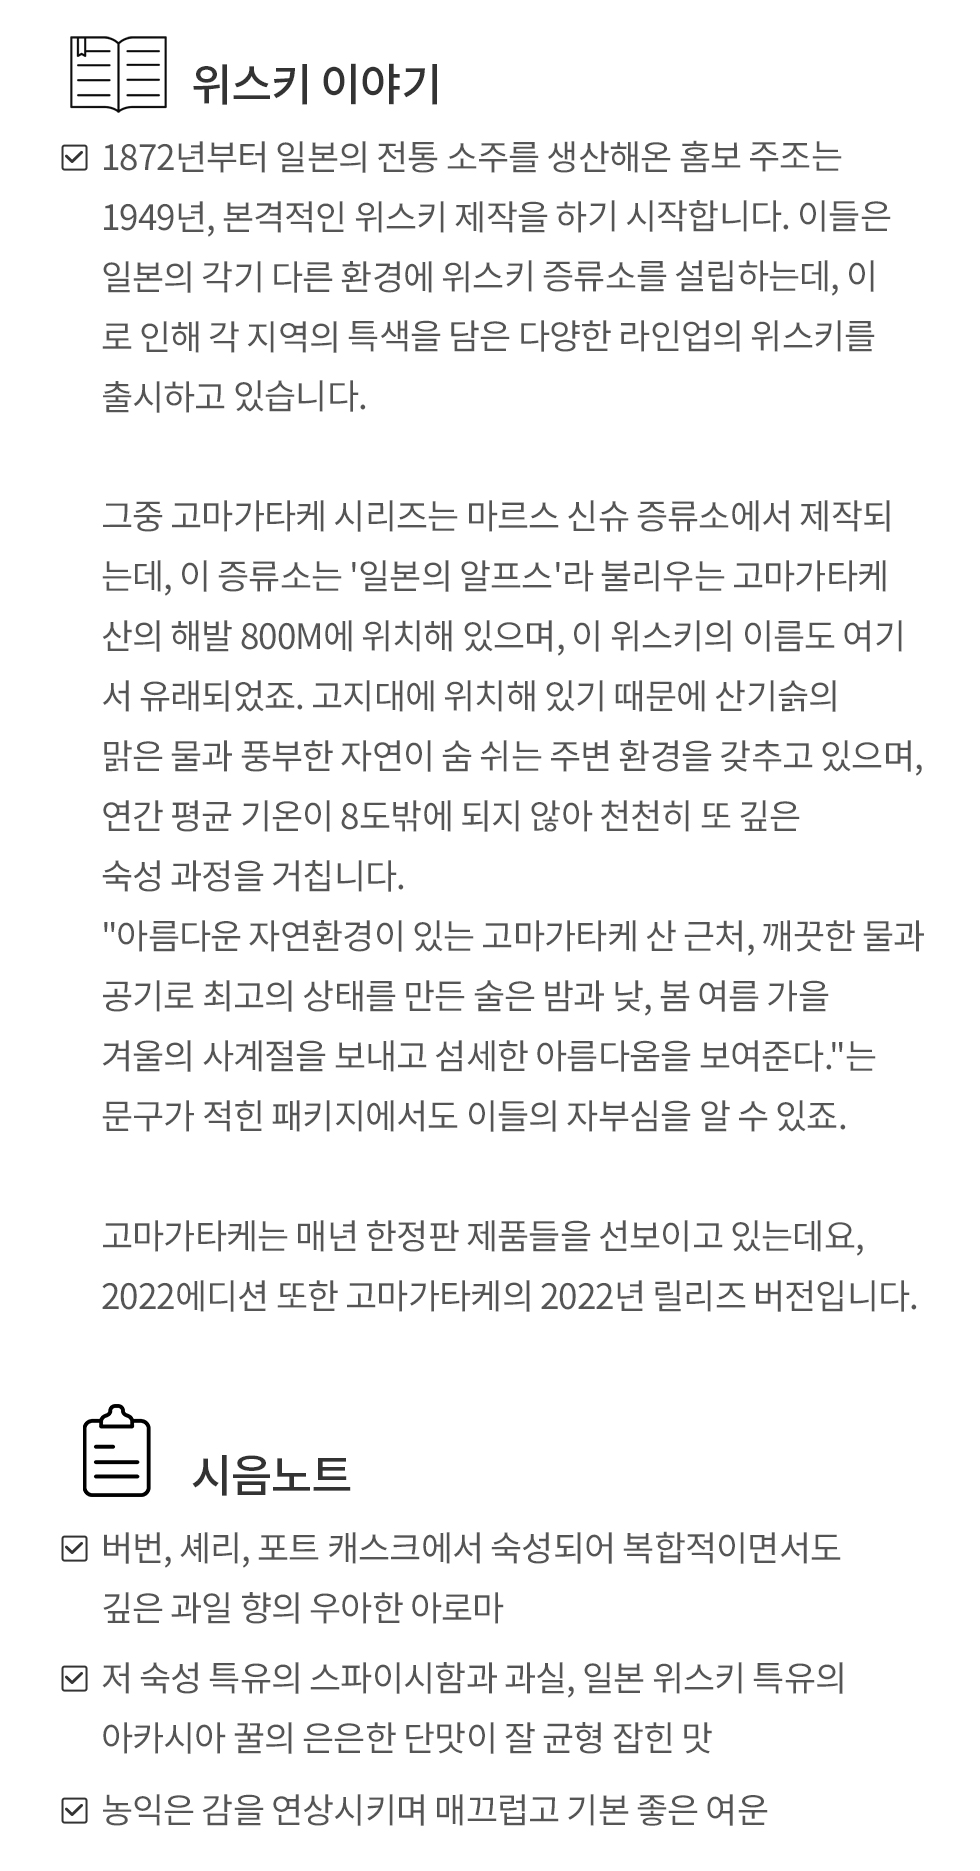 위스키 이야기
1872년부터 일본의 전통 소주를 생산해온 홈보 주조는
1949년, 본격적인 위스키 제작을 하기 시작합니다. 이들은
일본의 각기 다른 환경에 위스키 증류소를 설립하는데, 이
로 인해 각 지역의 특색을 담은 다양한 라인업의 위스키를
출시하고 있습니다.
그중 고마가타케 시리즈는 마르스 신슈 증류소에서 제작되
는데, 이 증류소는 '일본의 알프스'라 불리우는 고마가타케
산의 해발 800M에 위치해 있으며, 이 위스키의 이름도 여기
서 유래되었죠. 고지대에 위치해 있기 때문에 산기슭의
맑은 물과 풍부한 자연이 숨 쉬는 주변 환경을 갖추고 있으며,
연간 평균 기온이 8도밖에 되지 않아 천천히 또 깊은
숙성 과정을 거칩니다.
"아름다운 자연환경이 있는 고마가타케 산 근처, 깨끗한 물과
공기로 최고의 상태를 만든 술은 밤과 낮, 봄 여름 가을
겨울의 사계절을 보내고 섬세한 아름다움을 보여준다."는
문구가 적힌 패키지에서도 이들의 자부심을 알 수 있죠.
고마가타케는 매년 한정판 제품들을 선보이고 있는데요,
2022에디션 또한 고마가타케의 2022년 릴리즈 버전입니다.
시음노트
버번, 셰리, 포트 캐스크에서 숙성되어 복합적이면서도
깊은 과일 향의 우아한 아로마
저 숙성 특유의 스파이시함과 과실, 일본 위스키 특유의
아카시아 꿀의 은은한 단맛이 잘 균형 잡힌 맛
농익은 감을 연상시키며 매끄럽고 기본 좋은 여운